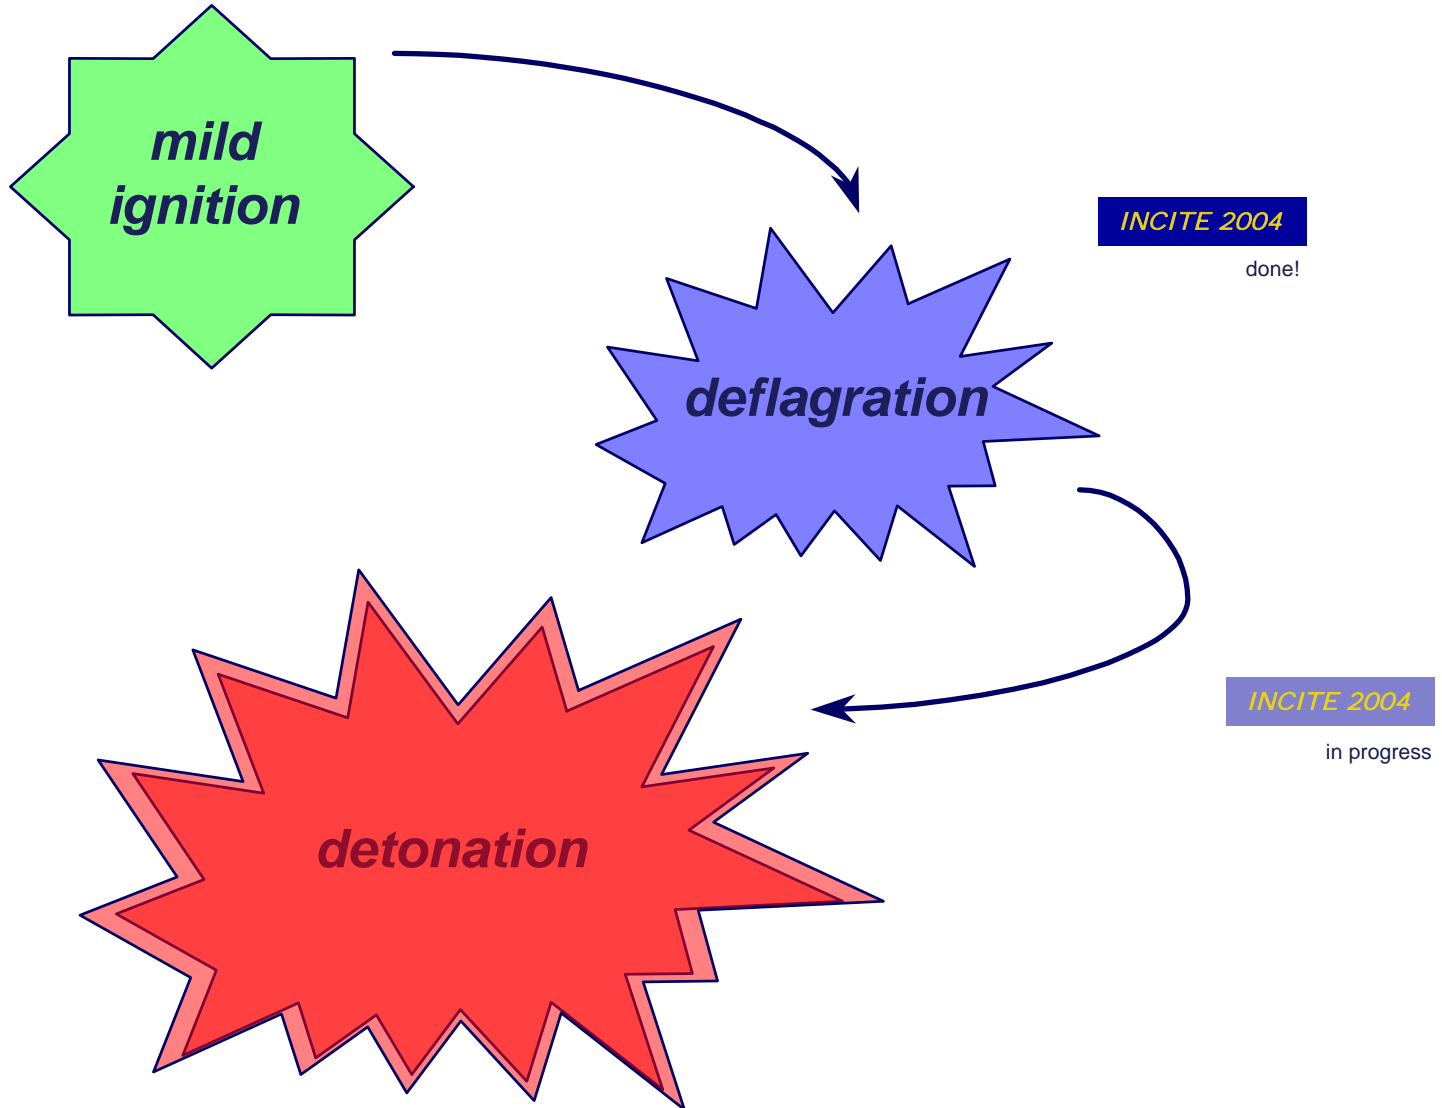 mild
ignition
INCITE 2004
done!
deflagration
INCITE 2004
in progress
detonation